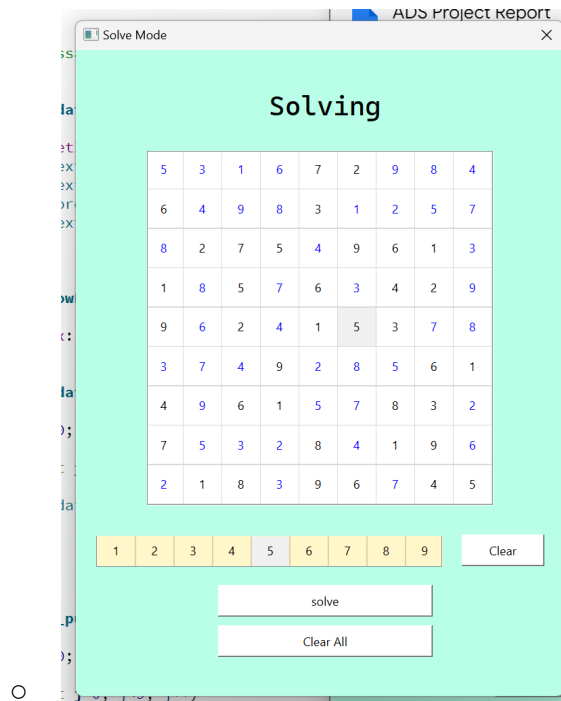 ADS Project Report
Solve Mode
Solving
5 3 1 6 7 2 9 8 4
6 4 9 8 3 1 2 5 7
8 2 7 5 4 9 6 1 3
1 8 5 7 6 3 4 2 9
9 6 2 4 1 5 3 7 8
3 7 4 9 2 8 5 6 1
4 9 6 1 5 7 8 3 2
7 5 3 2 8 4 1 9 6
2 1 8 3 9 6 7 4 5
1 2 3 4 5 6 7 8 9 Clear
solve
Clear All